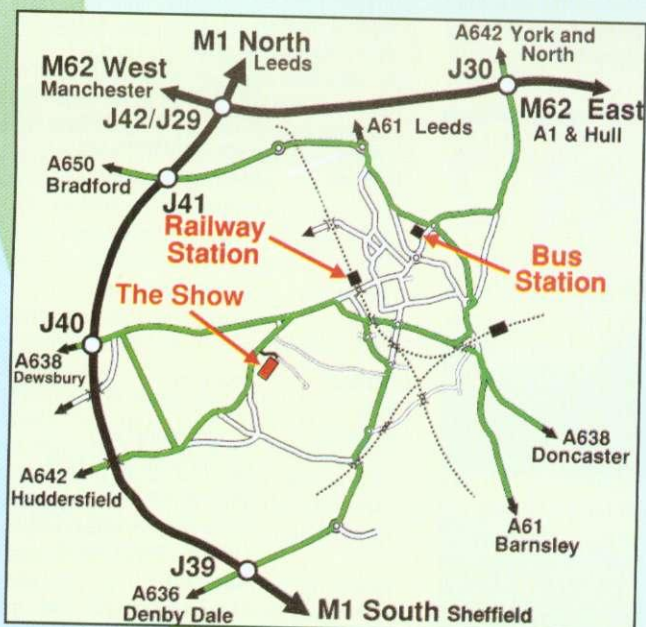 M1 North
Leeds
A642 York and
North
M62 West
Manchester
J30
J42/J29
M62 East
A1 & Hull
A61 Leeds
A650
Bradford
J41
Railway
Station
Bus
Station
The Show
J40
A638
Dewsbury
A642
Huddersfield
A638
Doncaster
A61
Barnsley
J39
A636
Denby Dale
M1 South Sheffield